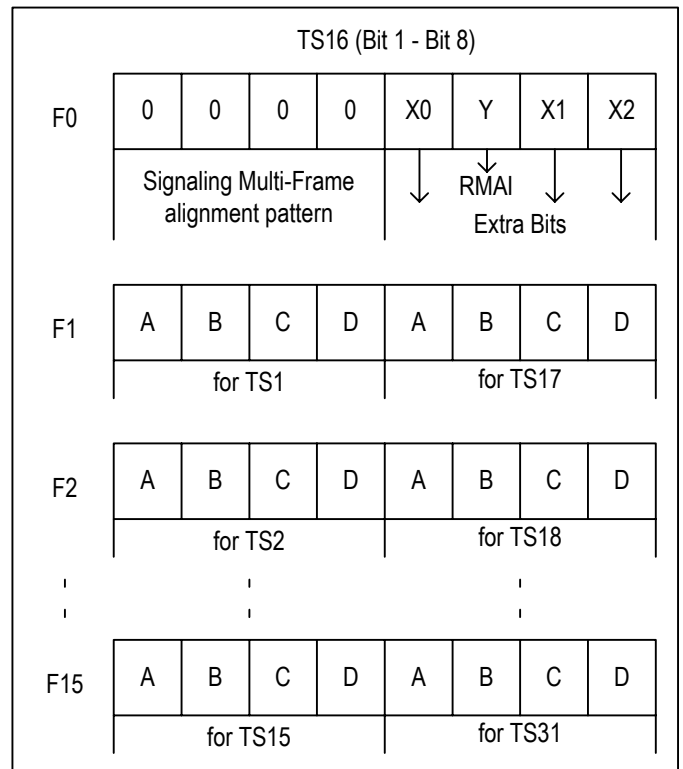 TS16 (Bit 1 - Bit 8)
F0 0 0 0 0 X0 Y X1 X2
Signaling Multi-Frame
alignment pattern
RMAI
Extra Bits
F1 A B C D A B C D
for TS1 for TS17
F2 A B C D A B C D
for TS2 for TS18
F15 A B C D A B C D
for TS15 for TS31